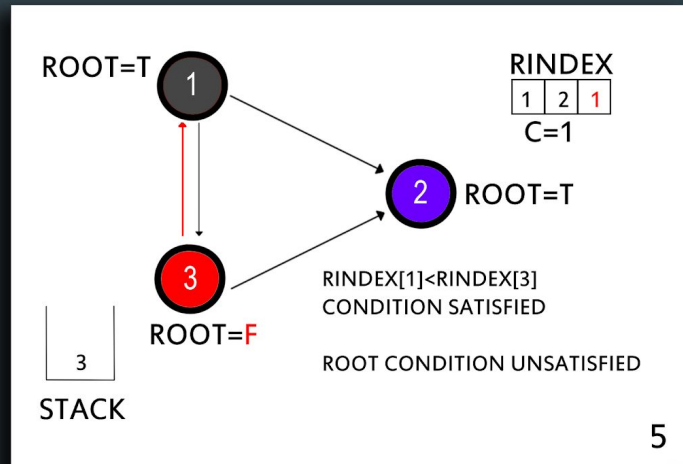 ROOT=T
1
RINDEX
1 2 1
C=1
2
ROOT=T
3
ROOT=F
RINDEX[1]<RINDEX[3]
CONDITION SATISFIED
ROOT CONDITION UNSATISFIED
3
STACK
5